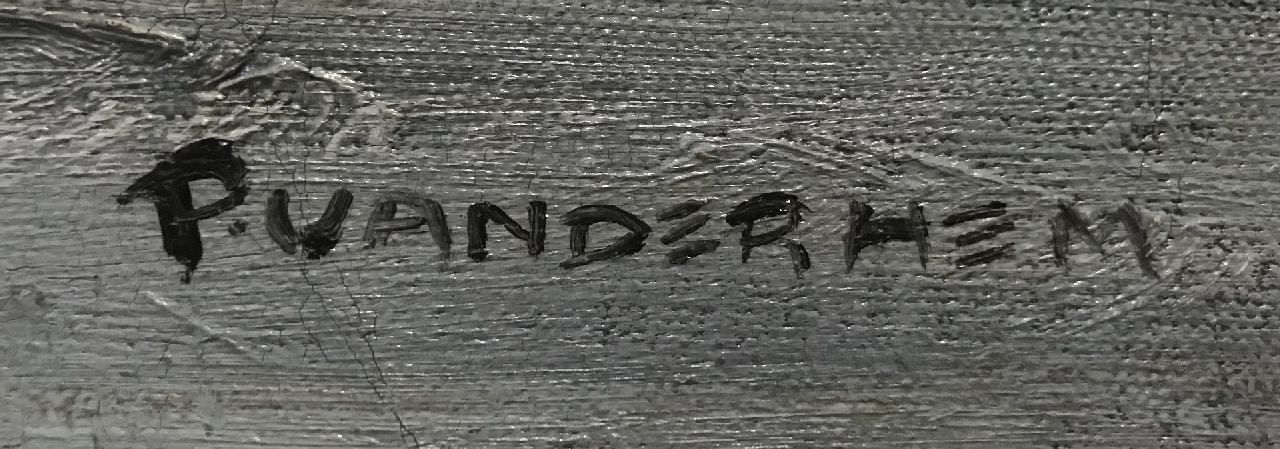 P. VANDERHEM